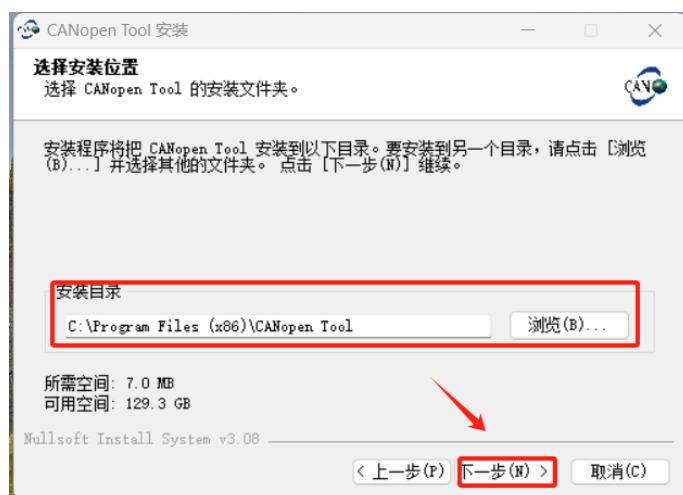 CANopen Tool 安装
选择安装位置
选择 CANopen Tool 的安装文件夹。
CAN
安装程序将把 CANopen Tool 安装到以下目录。要安装到另一个目录，请点击 [浏览
(B)...] 并选择其他的文件夹。 点击 [下一步(N)] 继续。
安装目录
C:\Program Files (x86)\CANopen Tool
浏览(B)...
所需空间: 7.0 MB
可用空间: 129.3 GB
Nullsoft Install System v3.08
< 上一步(P)
下一步(N) >
取消(C)